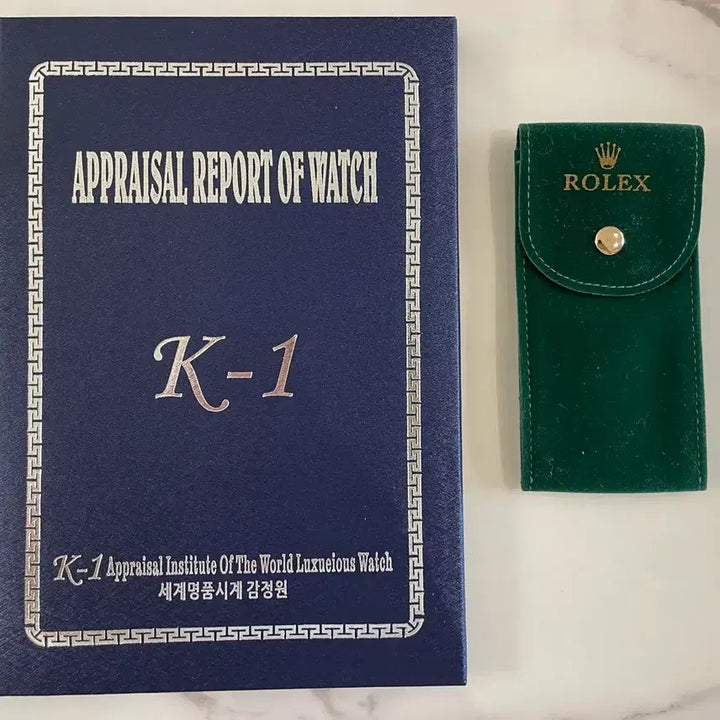 APPRAISAL REPORT OF WATCH
K-1
K-1 Appraisal Institute Of The World Luxueious Watch
세계명품시계 감정원
ROLEX